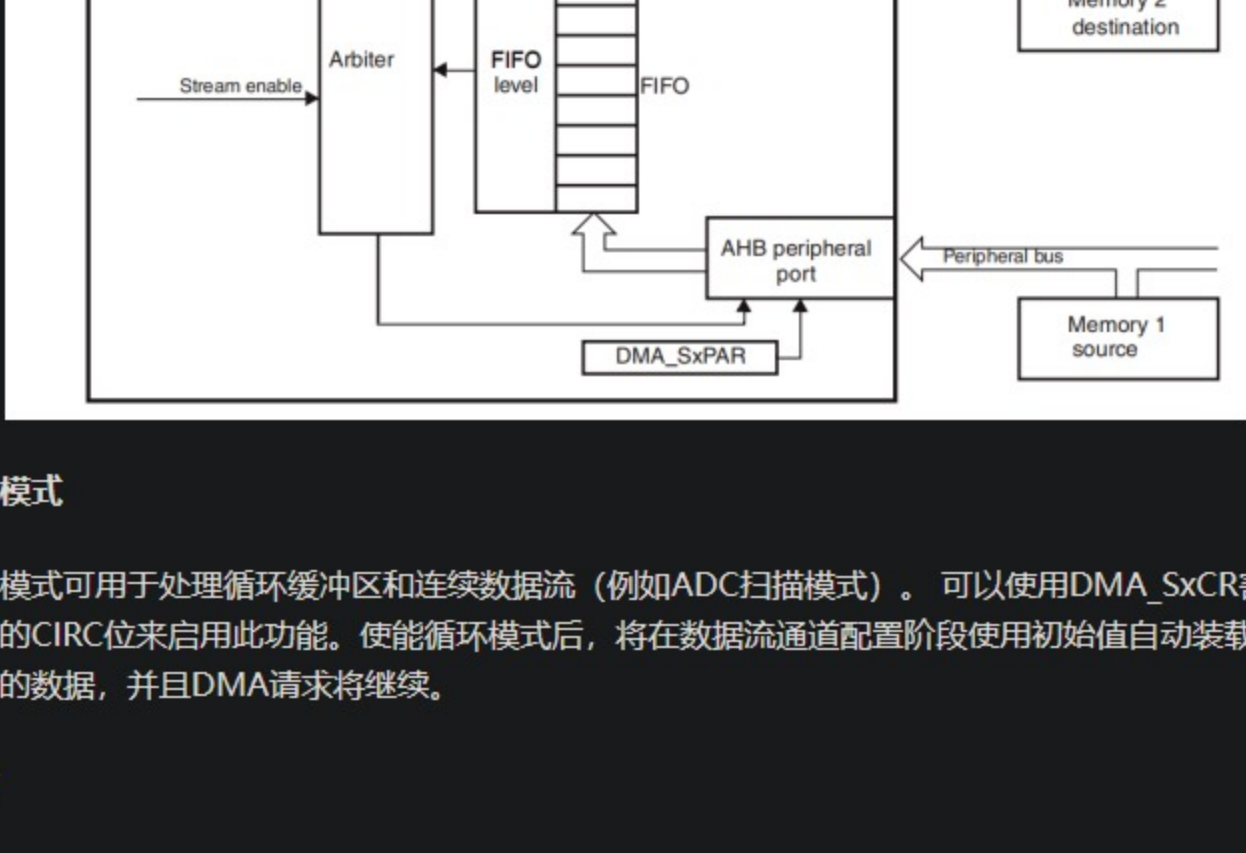 destination
Arbiter
FIFO
level
FIFO
Stream enable
AHB peripheral
port
Peripheral bus
Memory 1
source
DMA_SxPAR
模式
模式可用于处理循环缓冲区和连续数据流（例如ADC扫描模式）。 可以使用DMA_SxCR
的CIRC位来启用此功能。使能循环模式后，将在数据流通道配置阶段使用初始值自动装载
的数据，并且DMA请求将继续。